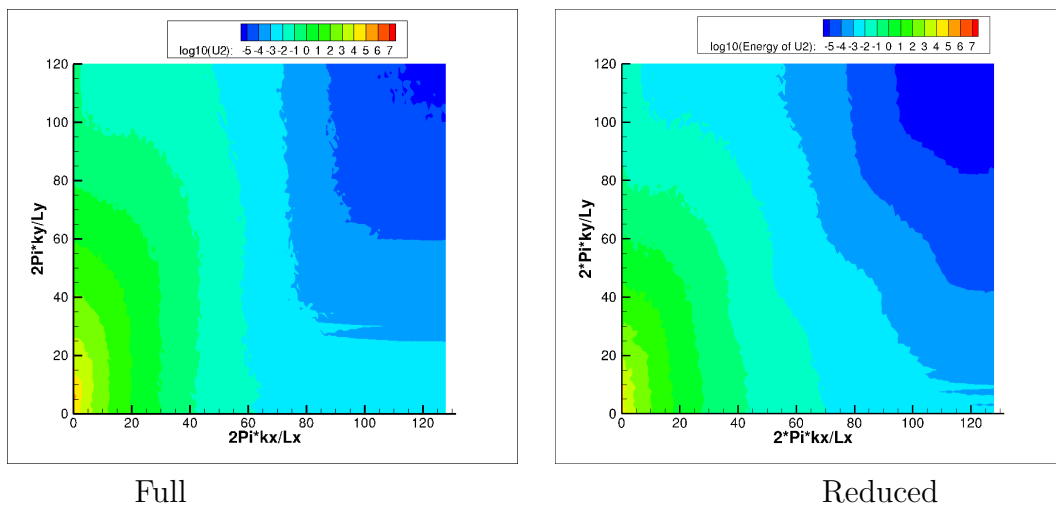 log10(U2): -5 -4 -3 -2 -1 0 1 2 3 4 5 6 7
120
100
80
60
40
20
0
2Pi*ky/Ly
0 20 40 60 80 100 120
2Pi*kx/Lx
Full
log10(Energy of U2): -5 -4 -3 -2 -1 0 1 2 3 4 5 6 7
120
100
80
60
40
20
0
2*Pi*ky/Ly
0 20 40 60 80 100 120
2*Pi*kx/Lx
Reduced